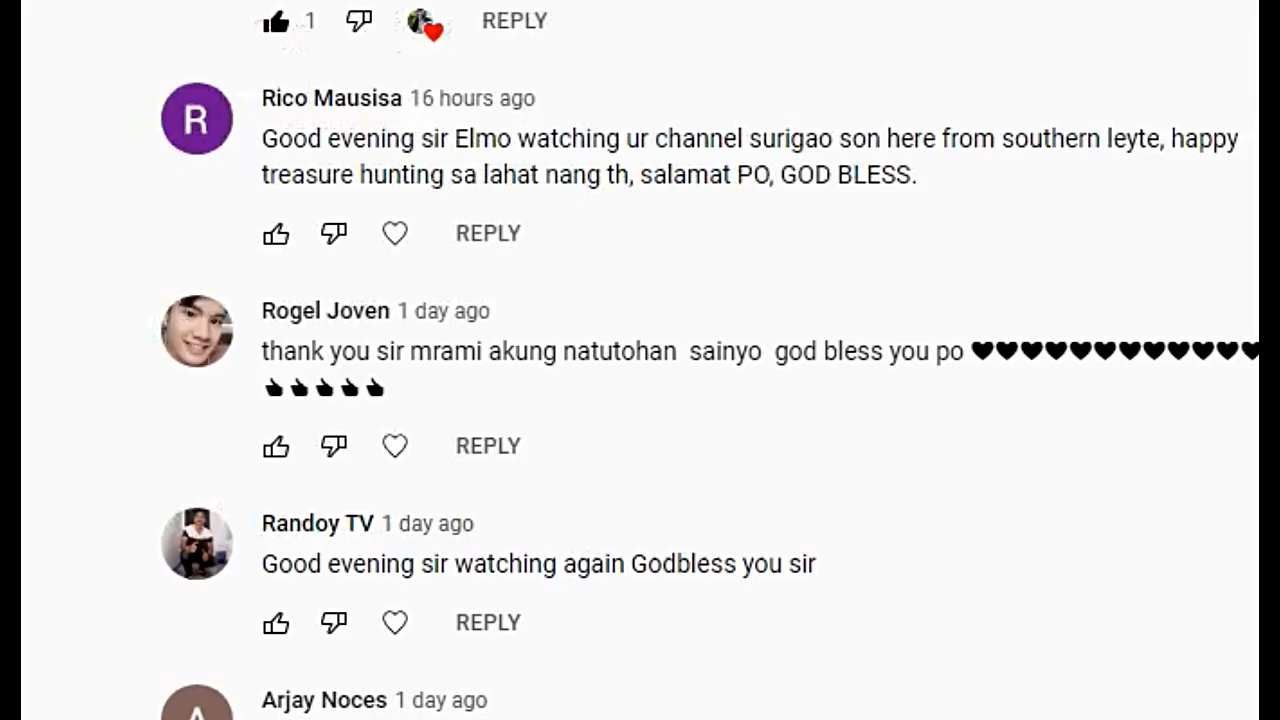 1 REPLY
R
Rico Mausisa 16 hours ago
Good evening sir Elmo watching ur channel surigao son here from southern leyte, happy
treasure hunting sa lahat nang th, salamat PO, GOD BLESS.
REPLY
Rogel Joven 1 day ago
thank you sir mrami akung natutohan sainyo god bless you po ♥♥♥♥♥♥♥♥♥♥♥♥
👍👍👍👍👍
REPLY
Randoy TV 1 day ago
Good evening sir watching again Godbless you sir
REPLY
Arjay Noces 1 day ago
A